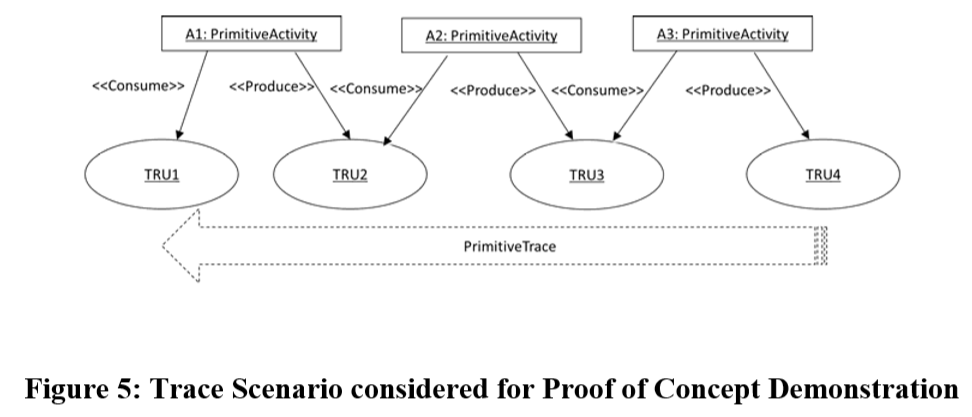 A1: PrimitiveActivity
A2: PrimitiveActivity
A3: PrimitiveActivity
<<Consume>>
<<Produce>>
<<Consume>>
<<Produce>>
<<Consume>>
<<Produce>>
TRU1
TRU2
TRU3
TRU4
PrimitiveTrace
Figure 5: Trace Scenario considered for Proof of Concept Demonstration